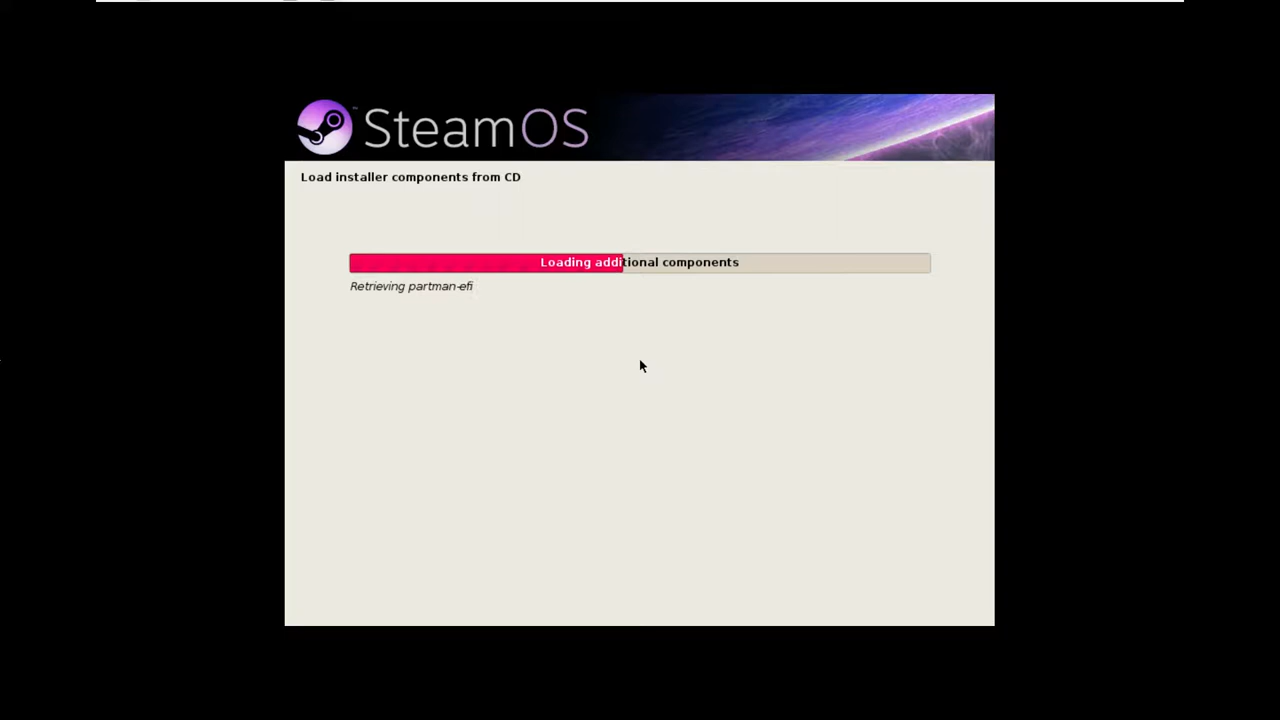 SteamOS
Load installer components from CD
Loading additional components
Retrieving partman-efi